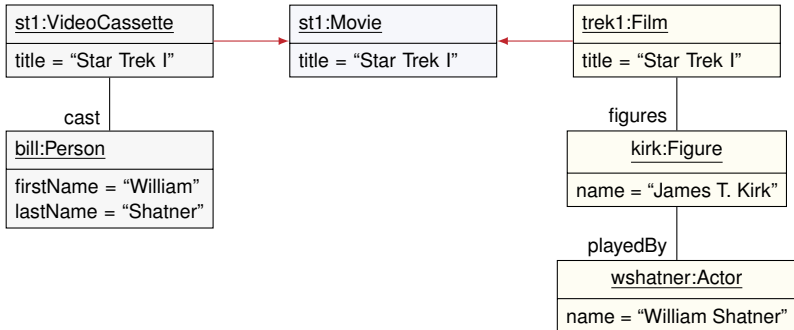 st1:VideoCassette
title = “Star Trek I”
st1:Movie
title = “Star Trek I”
trek1:Film
title = “Star Trek I”
cast
figures
bill:Person
firstName = “William”
lastName = “Shatner”
kirk:Figure
name = “James T. Kirk”
playedBy
wshatner:Actor
name = “William Shatner”